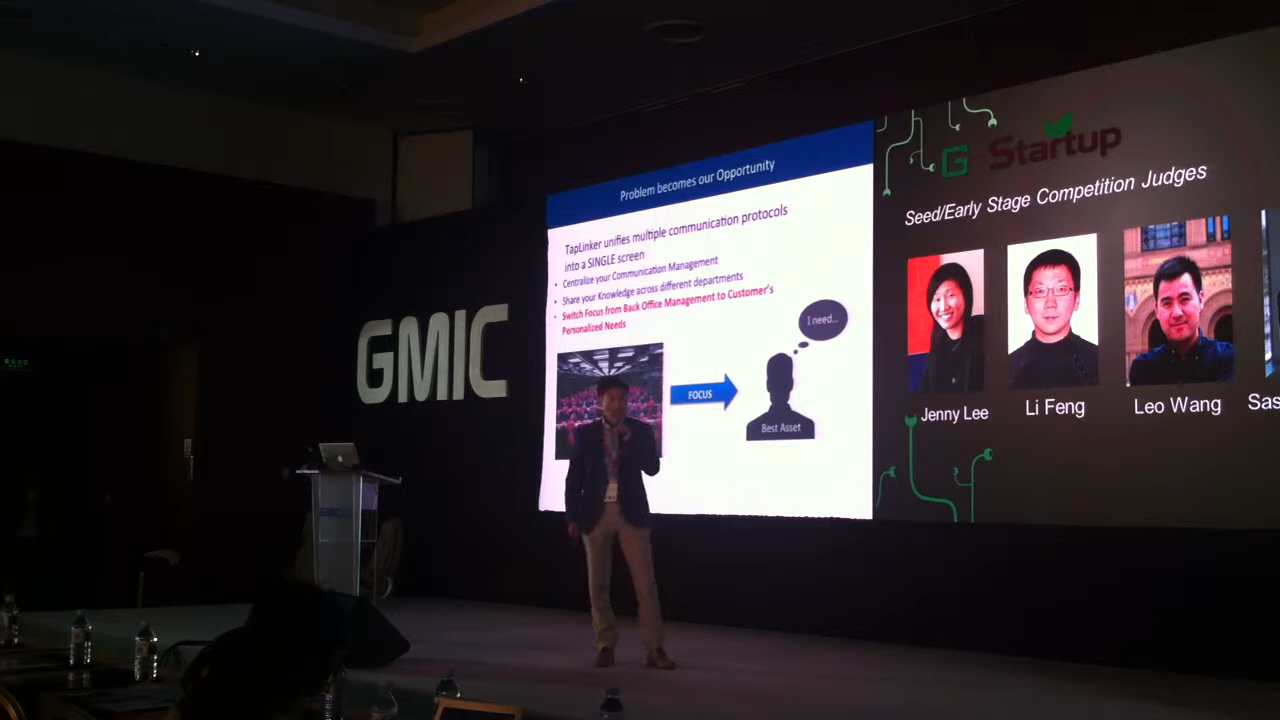 GMIC
Problem becomes our Opportunity
TapLinker unifies multiple communication protocols
into a SINGLE screen
• Centralize your Communication Management
• Share your Knowledge across different departments
• Switch Focus from Back Office Management to Customer's
Personalized Needs
I need...
FOCUS
Best Asset
G-Startup
Seed/Early Stage Competition Judges
Jenny Lee
Li Feng
Leo Wang
Sas